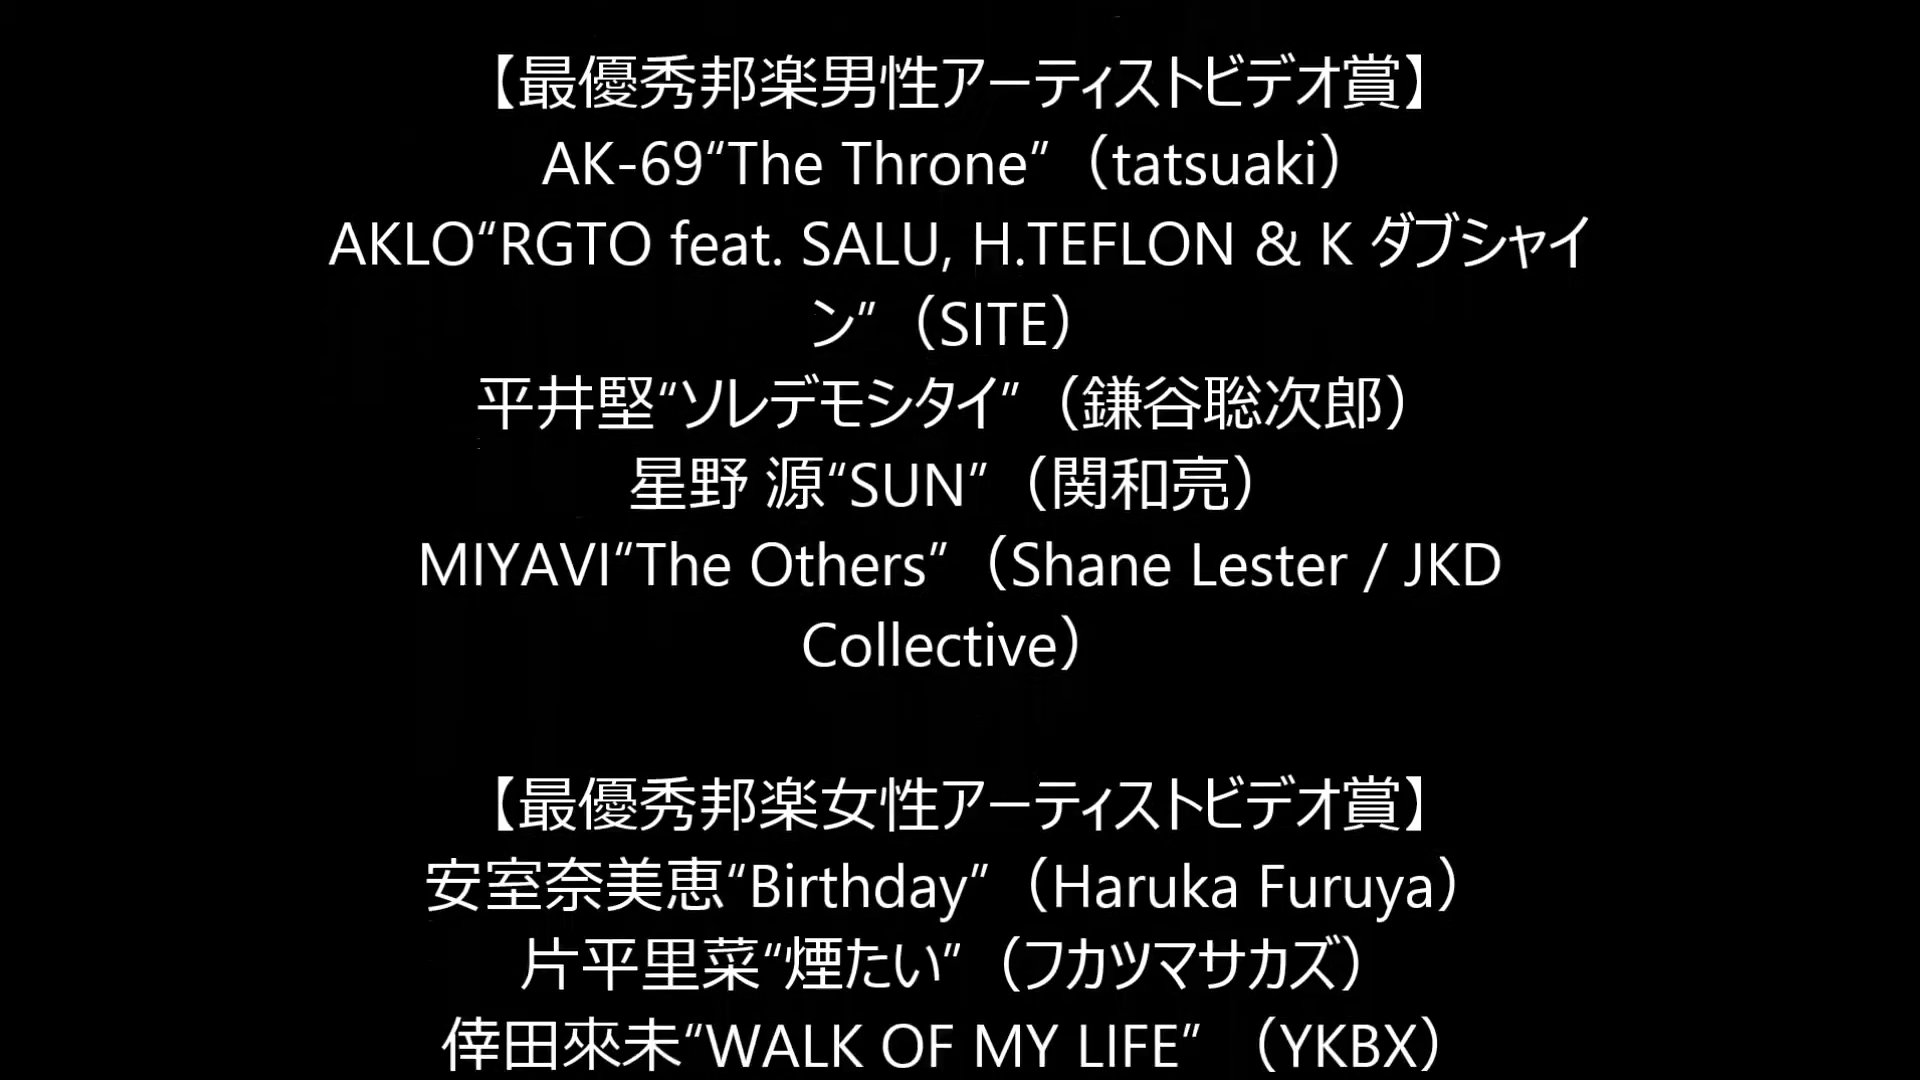 【最優秀邦楽男性アーティストビデオ賞】
AK-69“The Throne”（tatsuaki）
AKLO“RGTO feat. SALU, H.TEFLON & K ダブシャイ
ン”（SITE）
平井堅“ソレデモシタイ”（鎌谷聡次郎）
星野 源“SUN”（関和亮）
MIYAVI“The Others”（Shane Lester / JKD
Collective）
【最優秀邦楽女性アーティストビデオ賞】
安室奈美恵“Birthday”（Haruka Furuya）
片平里菜“煙たい”（フカツマサカズ）
倖田來未“WALK OF MY LIFE” （YKBX）